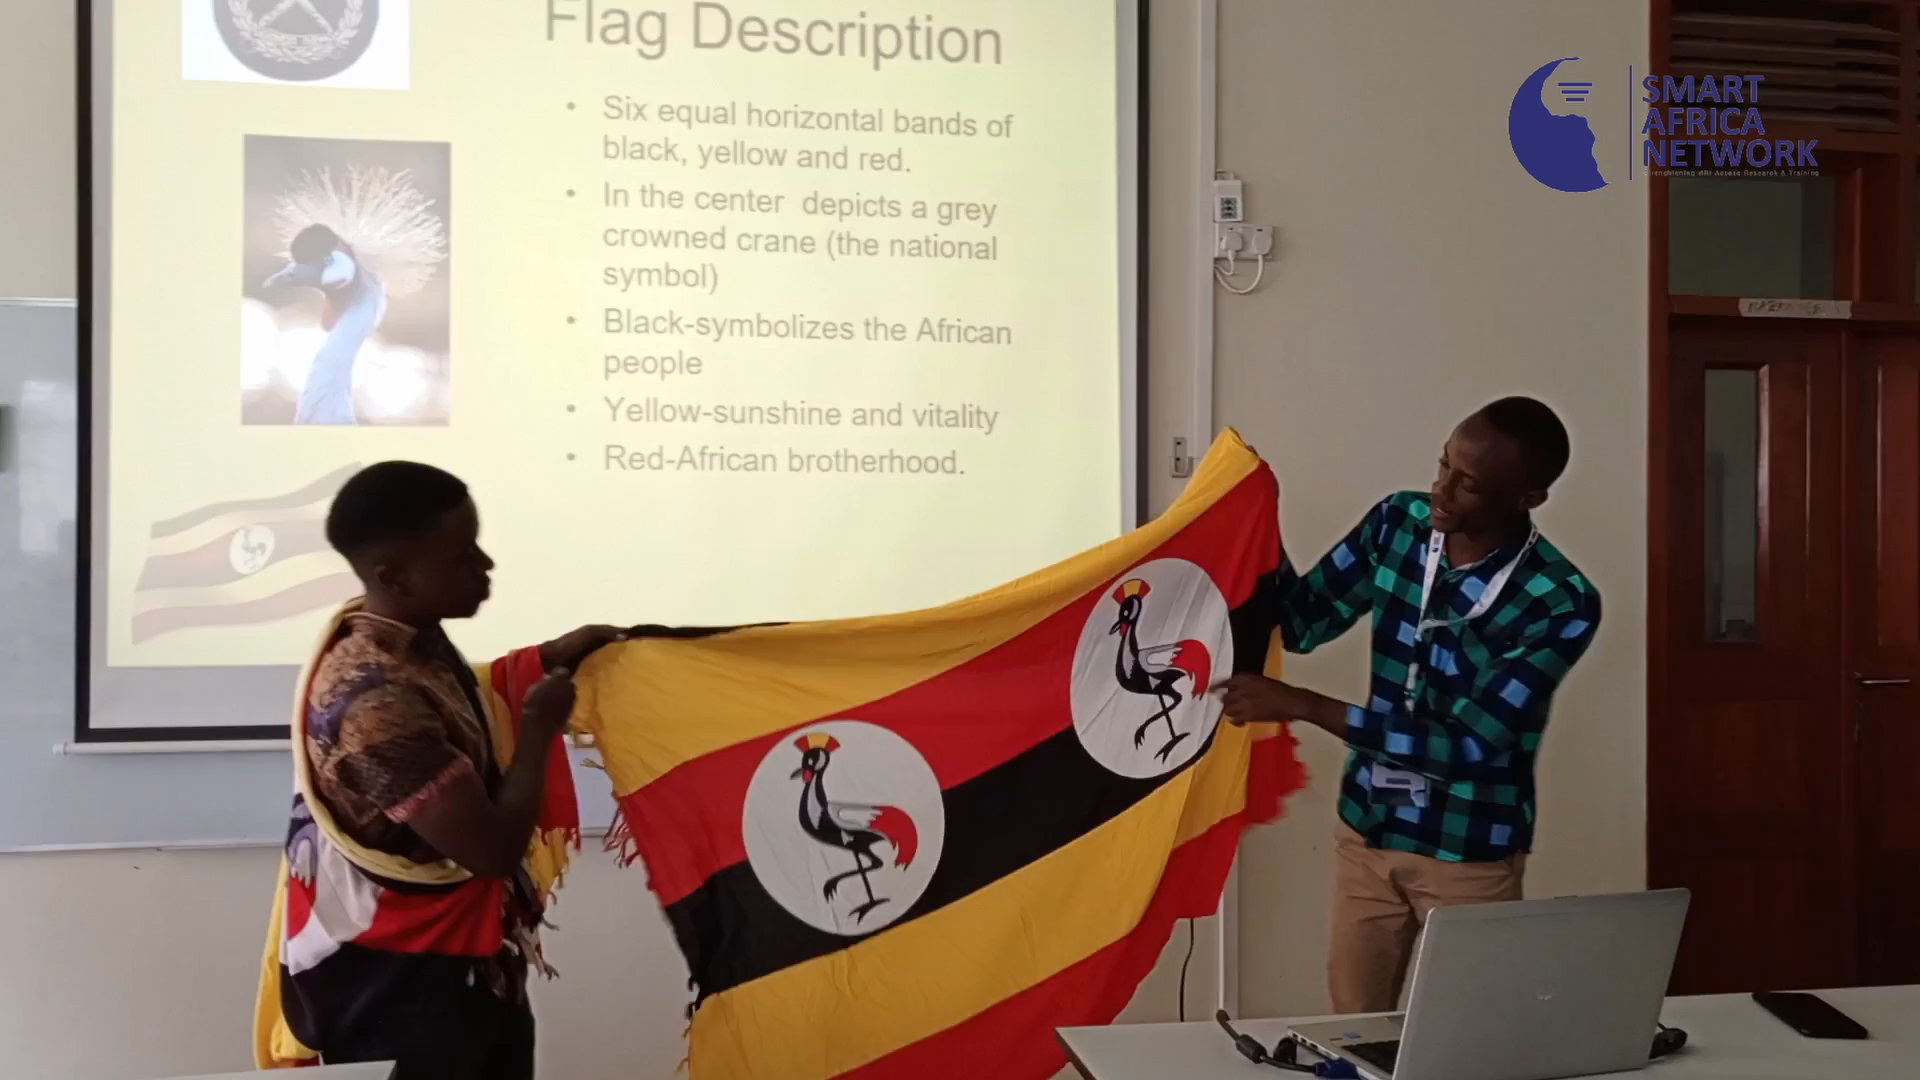 Flag Description
• Six equal horizontal bands of
black, yellow and red.
• In the center depicts a grey
crowned crane (the national
symbol)
• Black-symbolizes the African
people
• Yellow-sunshine and vitality
• Red-African brotherhood.
SMART
AFRICA
NETWORK